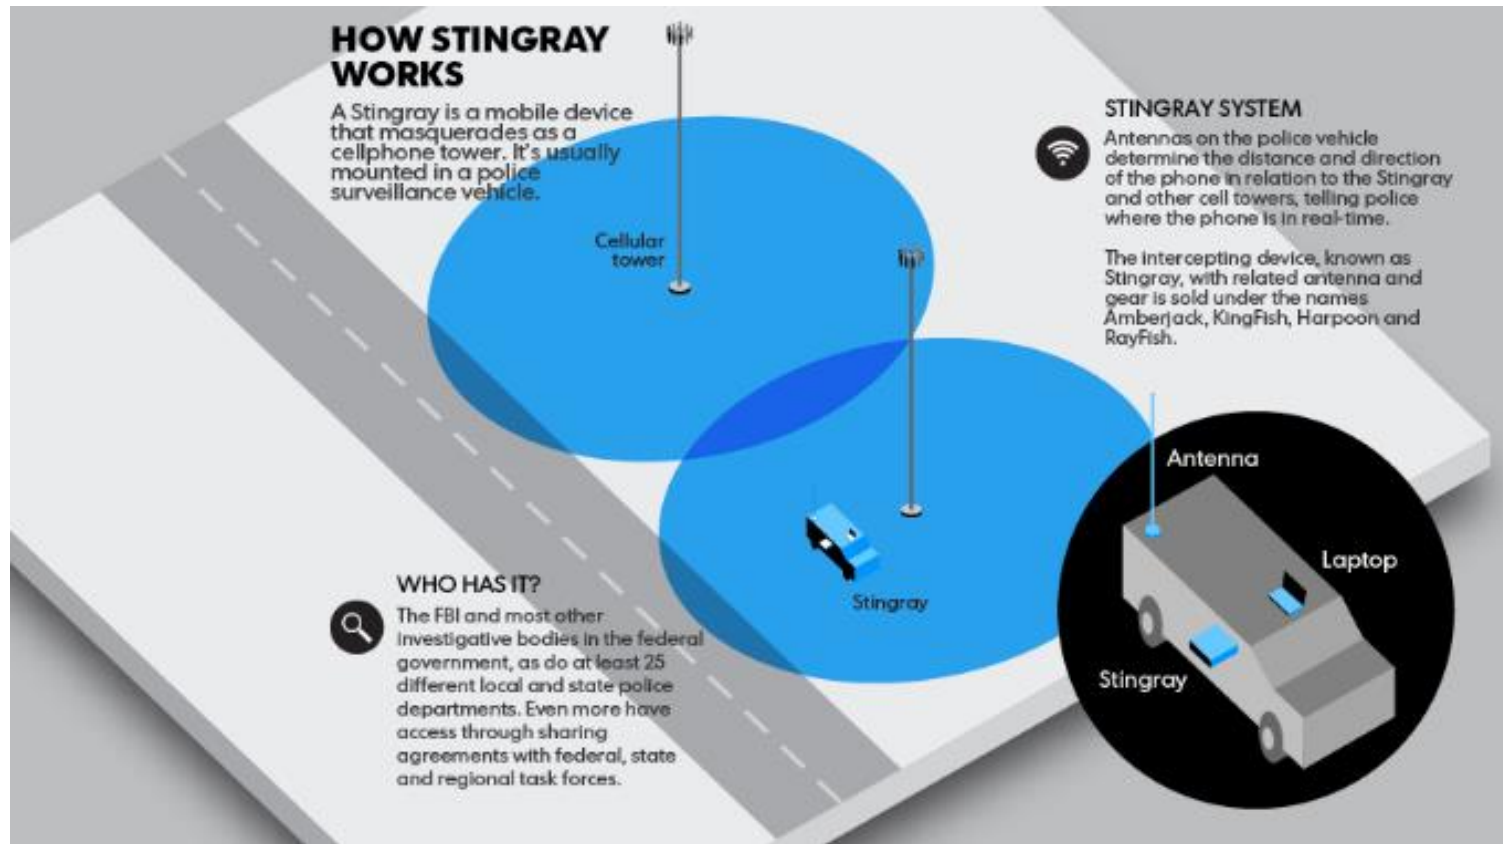 HOW STINGRAY
WORKS
A Stingray is a mobile device
that masquerades as a
cellphone tower. It's usually
mounted in a police
surveillance vehicle.
Cellular
tower
STINGRAY SYSTEM
Antennas on the police vehicle
determine the distance and direction
of the phone in relation to the Stingray
and other cell towers, telling police
where the phone is in real-time.
The intercepting device, known as
Stingray, with related antenna and
gear is sold under the names
Amberjack, KingFish, Harpoon and
RayFish.
WHO HAS IT?
The FBI and most other
investigative bodies in the federal
government, as do at least 25
different local and state police
departments. Even more have
access through sharing
agreements with federal, state
and regional task forces.
Stingray
Antenna
Laptop
Stingray